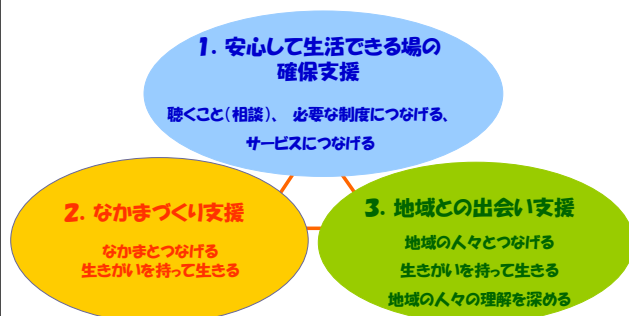 1. 安心して生活できる場の
確保支援
聴くこと(相談)、 必要な制度につなげる、
サービスにつなげる
2. なかまづくり支援
なかまとつなげる
生きがいを持って生きる
3. 地域との出会い支援
地域の人々とつなげる
生きがいを持って生きる
地域の人々の理解を深める